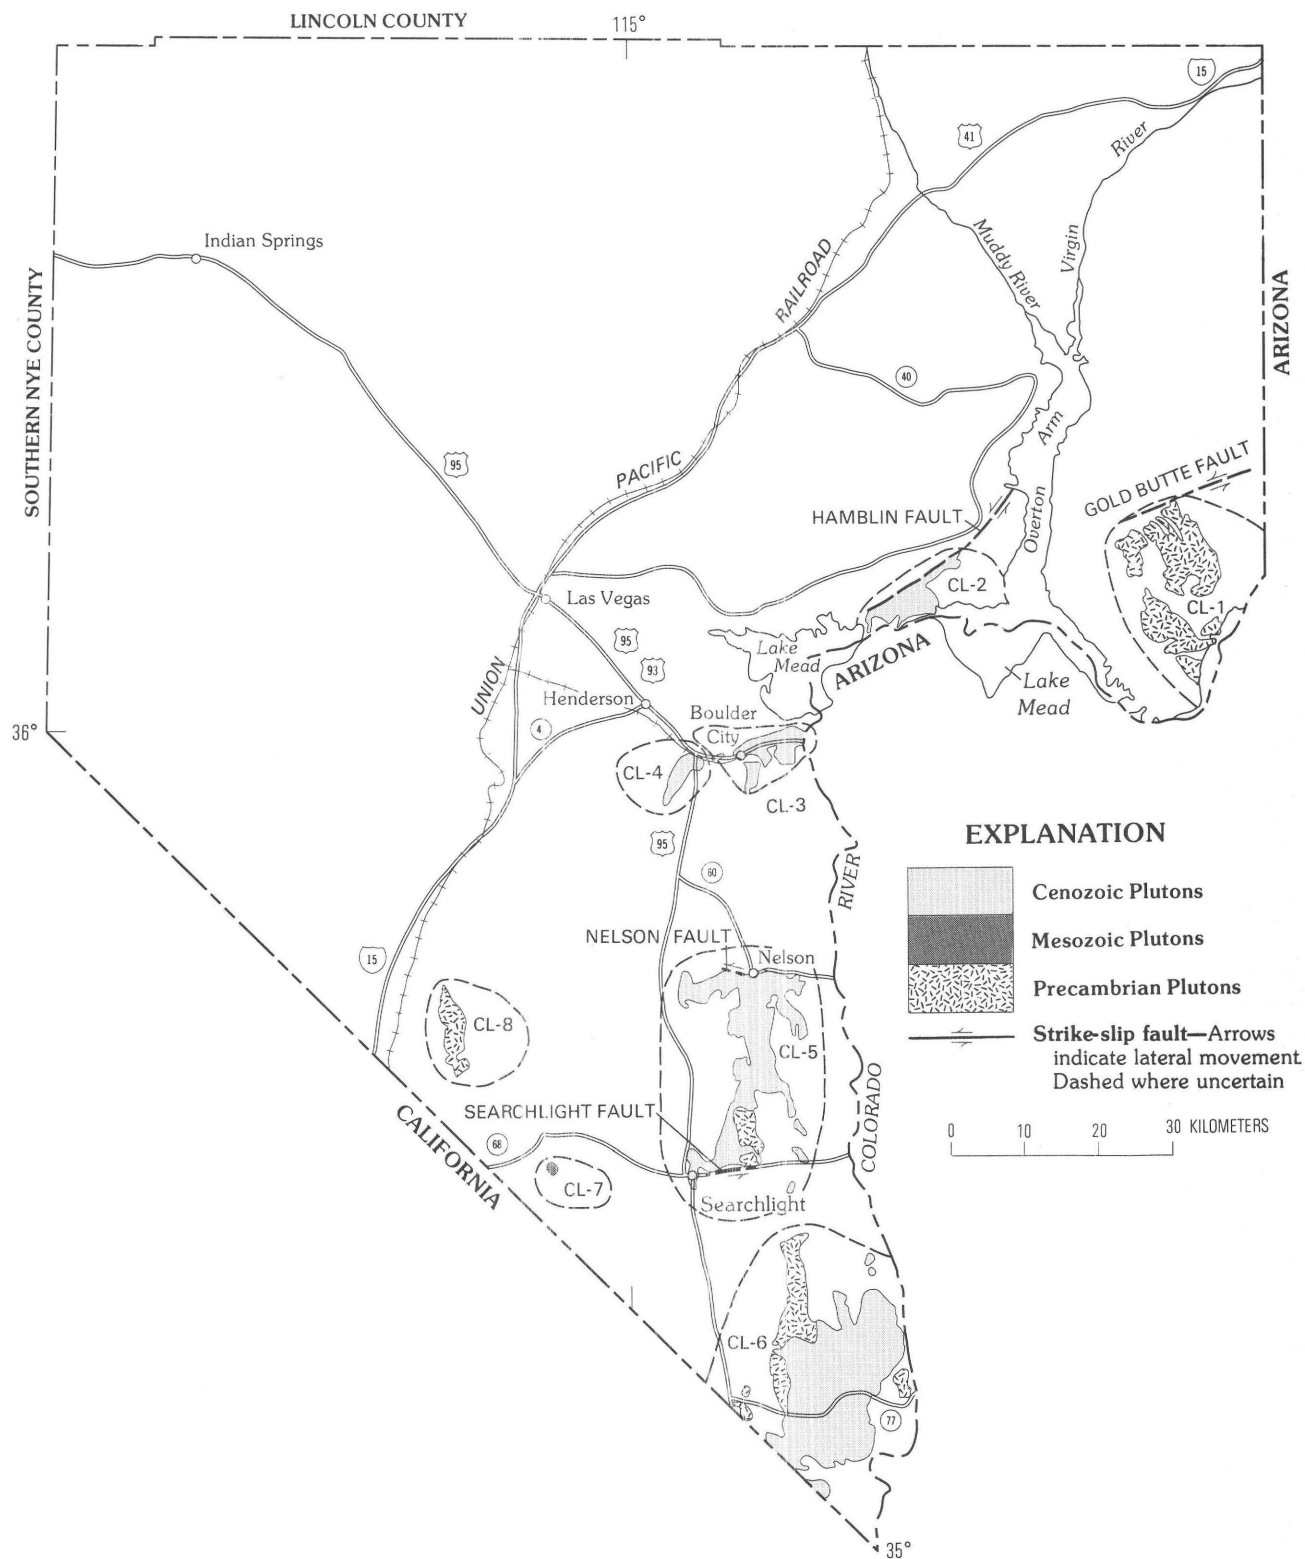 LINCOLN COUNTY
115°
15
41
River
Indian Springs
Muddy River
Virgin
RAILROAD
SOUTHERN NYE COUNTY
ARIZONA
40
95
PACIFIC
Arm
GOLD BUTTE FAULT
HAMBLIN FAULT
Overton
CL-2
Las Vegas
CL-1
95
93
Lake
Mead
ARIZONA
UNION
Lake
Mead
Henderson
Boulder
City
36°
4
CL-4
CL-3
EXPLANATION
95
60
RIVER
Cenozoic Plutons
Mesozoic Plutons
NELSON FAULT
Nelson
15
Precambrian Plutons
CL-8
Strike-slip fault—Arrows
indicate lateral movement
Dashed where uncertain
CL-5
COLORADO
SEARCHLIGHT FAULT
0 10 20 30 KILOMETERS
CALIFORNIA
68
CL-7
Searchlight
CL-6
77
35°